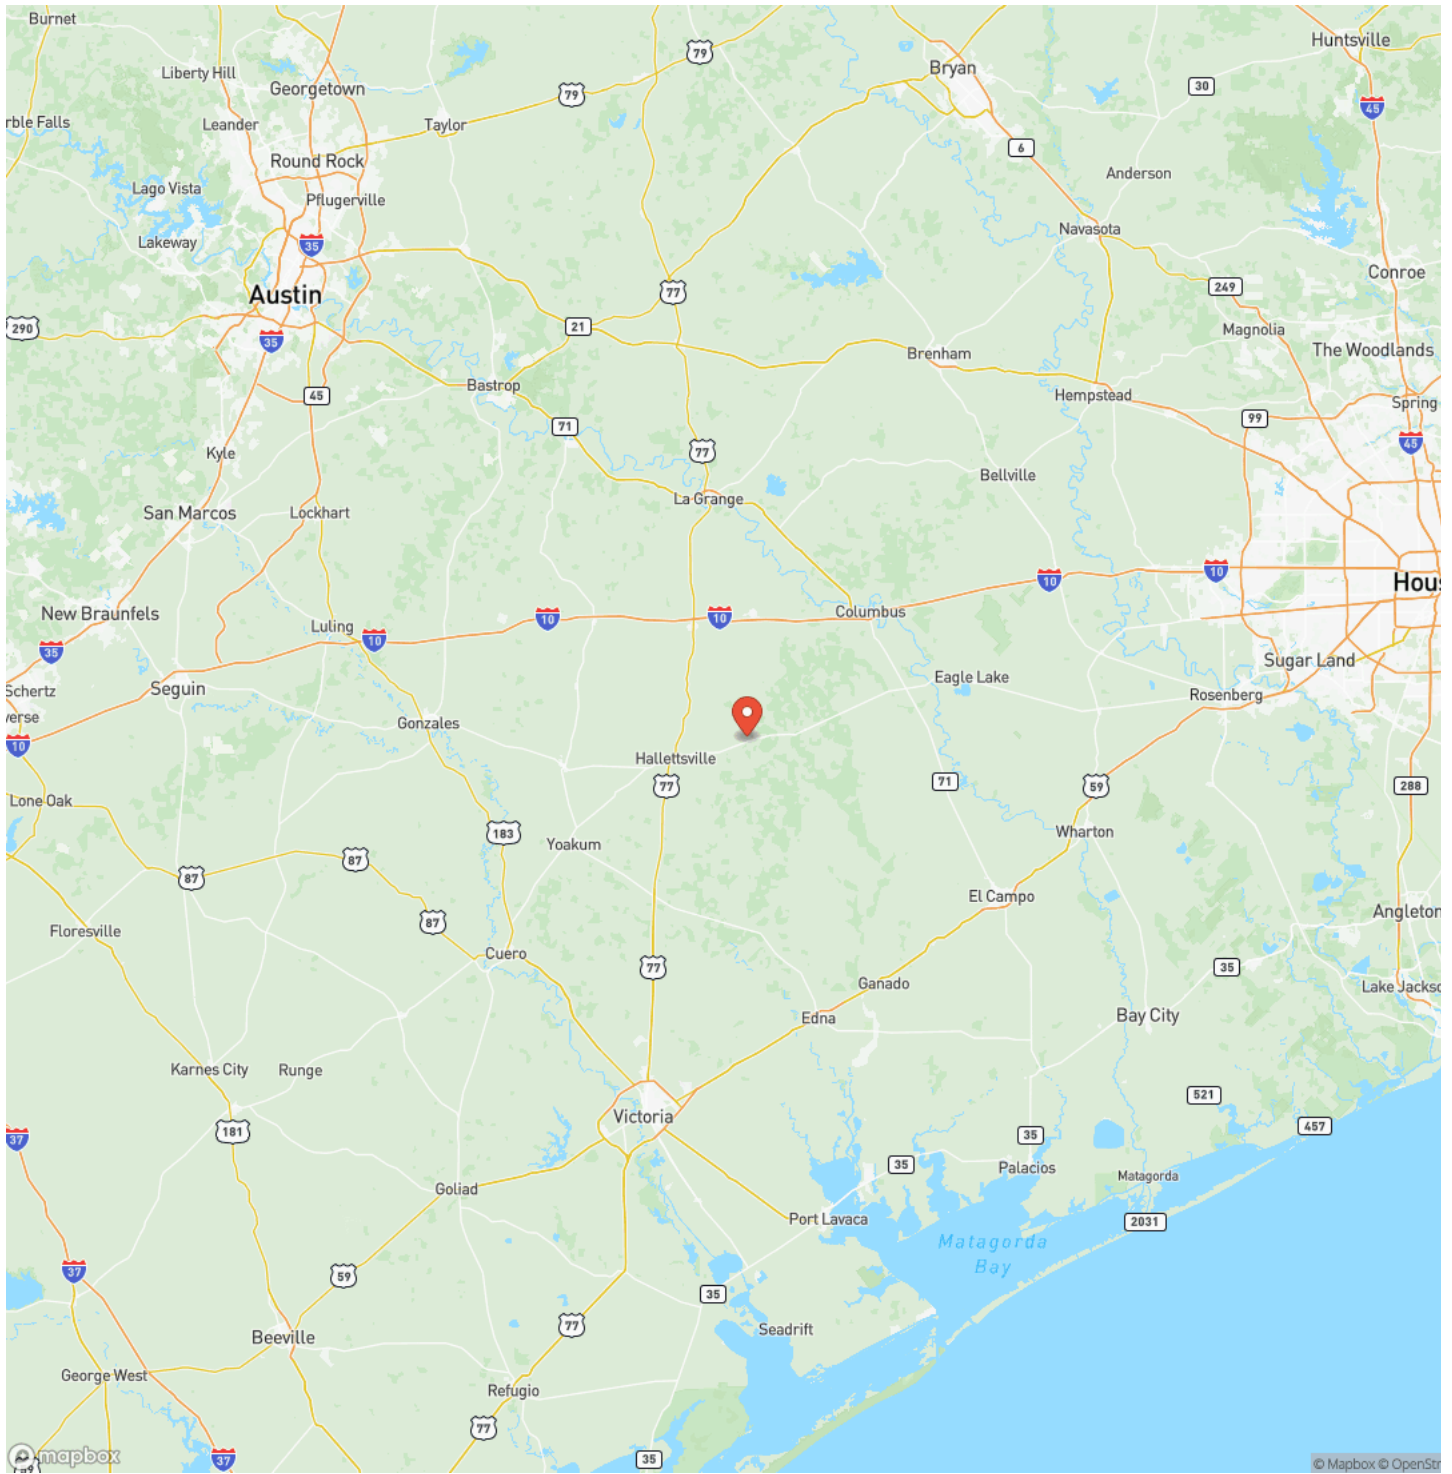 Burnet
79
Huntsville
Liberty Hill
Bryan
Georgetown
79
30
45
rble Falls
Leander
Taylor
6
Round Rock
Anderson
Lago Vista
Pflugerville
Navasota
Lakeway
35
Conroe
77
249
Austin
290
21
Magnolia
35
Brenham
The Woodlands
Bastrop
45
Hempstead
Spring
71
99
45
Kyle
77
Bellville
La Grange
San Marcos
Lockhart
10
10
Hous
New Braunfels
10
10
Columbus
Luling
10
35
Sugar Land
Eagle Lake
Schertz
Seguin
Rosenberg
verse
Gonzales
10
Hallettsville
77
71
59
288
Lone Oak
183
Wharton
Yoakum
87
87
El Campo
Angleton
87
Floresville
Cuero
77
35
Ganado
Lake Jackso
Edna
Bay City
Karnes City
Runge
521
Victoria
457
181
37
35
35
Palacios
Matagorda
Goliad
Port Lavaca
2031
Matagorda
Bay
37
59
35
77
Seadrift
Beeville
George West
Refugio
77
mapbox
37
35
© Mapbox © OpenStr